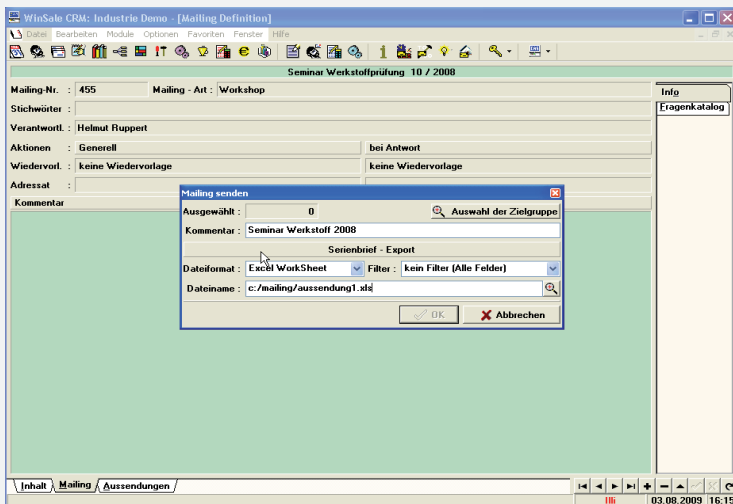 WinSale CRM: Industrie Demo - [Mailing Definition]
Datei Bearbeiten Module Optionen Favoriten Fenster Hilfe
Seminar Werkstoffprüfung 10 / 2008
Mailing-Nr. : 455 Mailing - Art : Workshop
Info
Stichwörter :
Fragenkatalog
Verantwortl. : Helmut Ruppert
Aktionen : Generell bei Antwort
Wiedervorl. : keine Wiedervorlage keine Wiedervorlage
Adressat :
Kommentar
Mailing senden
Ausgewählt : 0 Auswahl der Zielgruppe
Kommentar : Seminar Werkstoff 2008
Serienbrief - Export
Dateiformat : Excel WorkSheet Filter : kein Filter (Alle Felder)
Dateiname : c:/mailing/aussendung1.xls
OK Abbrechen
Inhalt Mailing Aussendungen
Uli 03.08.2009 16:15